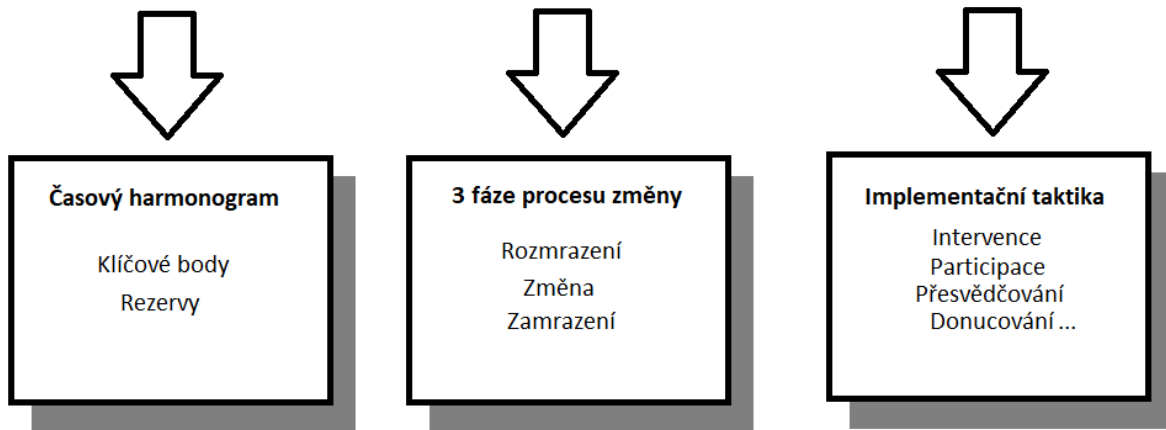 Časový harmonogram
Klíčové body
Rezervy
3 fáze procesu změny
Rozmrazení
Změna
Zamrazení
Implementační taktika
Intervence
Participace
Přesvědčování
Donucování ...